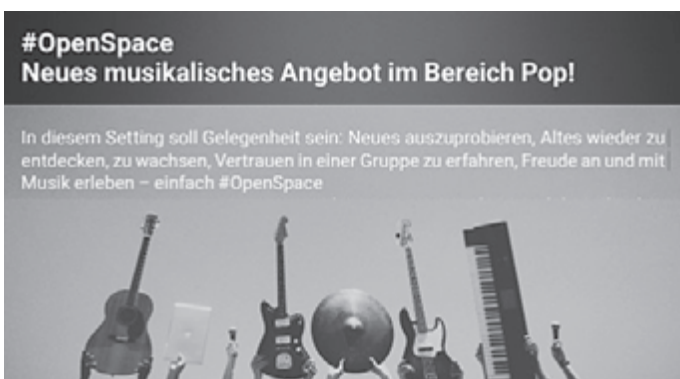 #OpenSpace
Neues musikalisches Angebot im Bereich Pop!
In diesem Setting soll Gelegenheit sein: Neues auszuprobieren, Altes wieder zu
entdecken, zu wachsen, Vertrauen in einer Gruppe zu erfahren, Freude an und mit
Musik erleben – einfach #OpenSpace